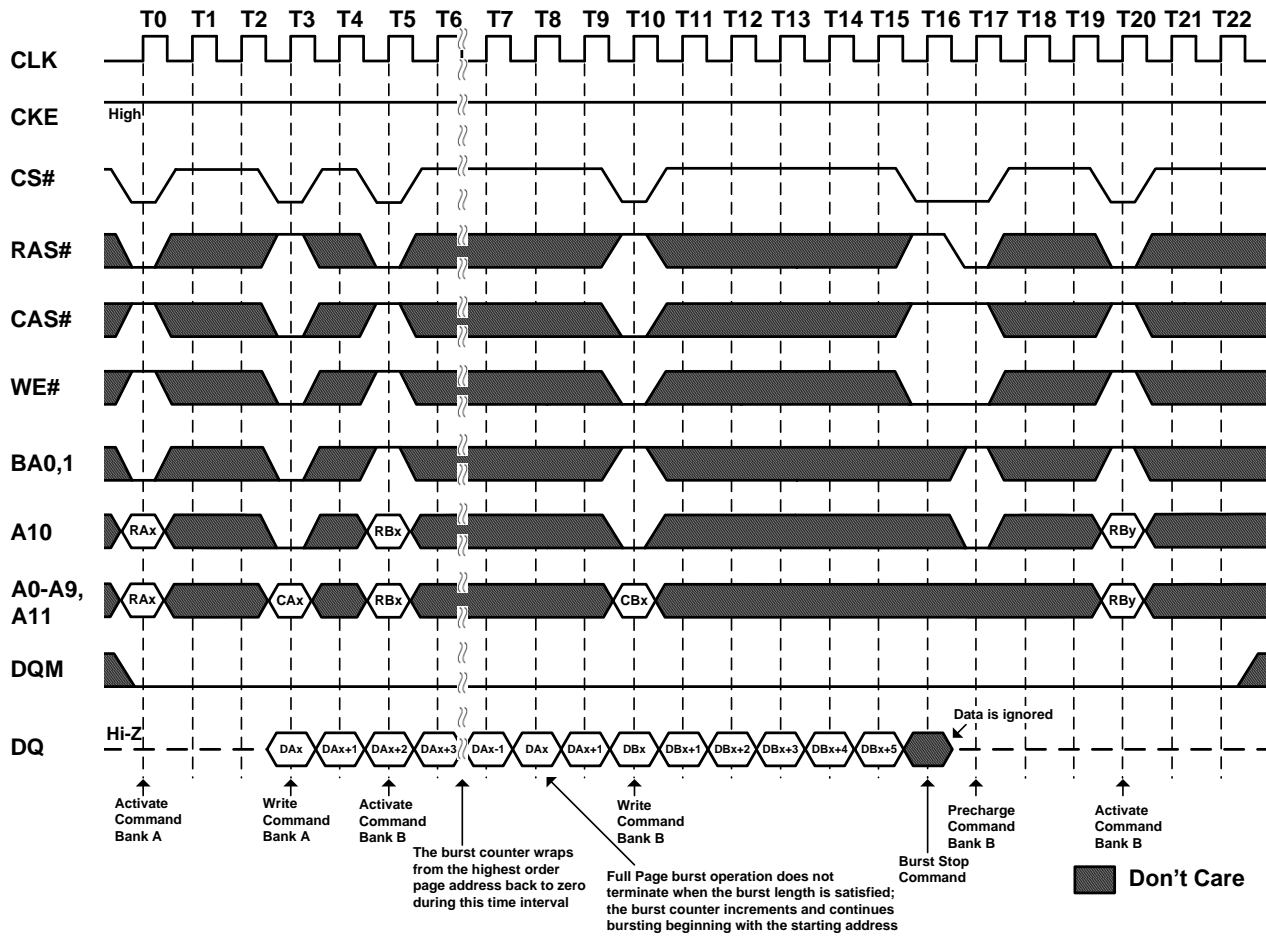 T0 T1 T2 T3 T4 T5 T6 T7 T8 T9 T10 T11 T12 T13 T14 T15 T16 T17 T18 T19 T20 T21 T22
CLK
CKE High
CS#
RAS#
CAS#
WE#
BA0,1
A10 RAx RBx RBy
A0-A9,
A11
RAx CAx RBx CBx RBy
DQM
DQ Hi-Z DAx DAx+1 DAx+2 DAx+3 DAx-1 DAx DAx+1 DBx DBx+1 DBx+2 DBx+3 DBx+4 DBx+5
Data is ignored
Activate
Command
Bank A
Write
Command
Bank A
Activate
Command
Bank B
The burst counter wraps
from the highest order
page address back to zero
during this time interval
Write
Command
Bank B
Full Page burst operation does not
terminate when the burst length is satisfied;
the burst counter increments and continues
bursting beginning with the starting address
Burst Stop
Command
Precharge
Command
Bank B
Activate
Command
Bank B
Don't Care